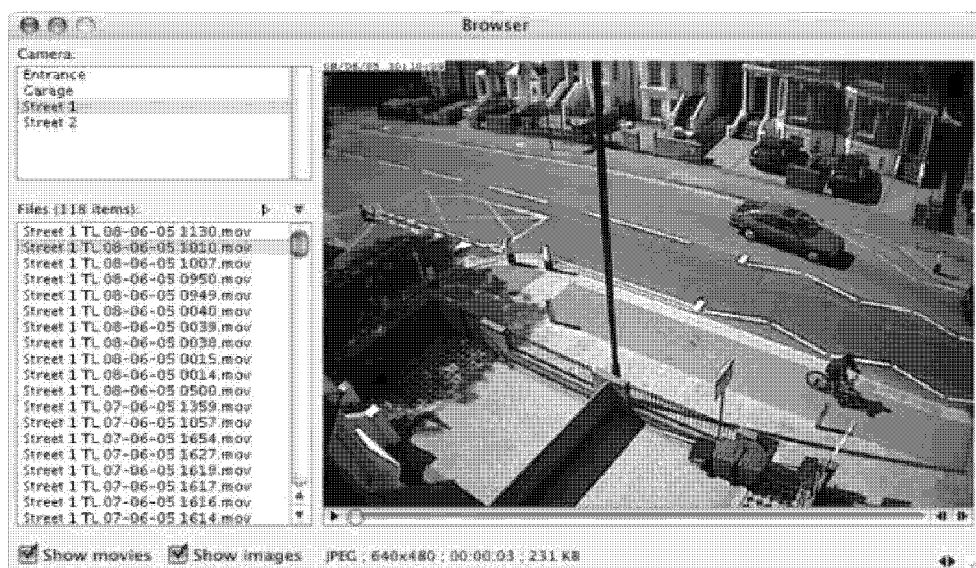 Browser
Camera:
Entrance
Garage
Street 1
Street 2
Files (118 items):
Street 1 TL 08-06-05 1130.mov
Street 1 TL 08-06-05 1010.mov
Street 1 TL 08-06-05 1007.mov
Street 1 TL 08-06-05 0950.mov
Street 1 TL 08-06-05 0949.mov
Street 1 TL 08-06-05 0040.mov
Street 1 TL 08-06-05 0039.mov
Street 1 TL 08-06-05 0038.mov
Street 1 TL 08-06-05 0015.mov
Street 1 TL 08-06-05 0014.mov
Street 1 TL 08-06-05 0500.mov
Street 1 TL 07-06-05 1359.mov
Street 1 TL 07-06-05 1057.mov
Street 1 TL 07-06-05 1654.mov
Street 1 TL 07-06-05 1627.mov
Street 1 TL 07-06-05 1619.mov
Street 1 TL 07-06-05 1617.mov
Street 1 TL 07-06-05 1616.mov
Street 1 TL 07-06-05 1614.mov
Show movies
Show images
JPEG ; 640x480 ; 00:00:03 ; 231 KB
08/06/05